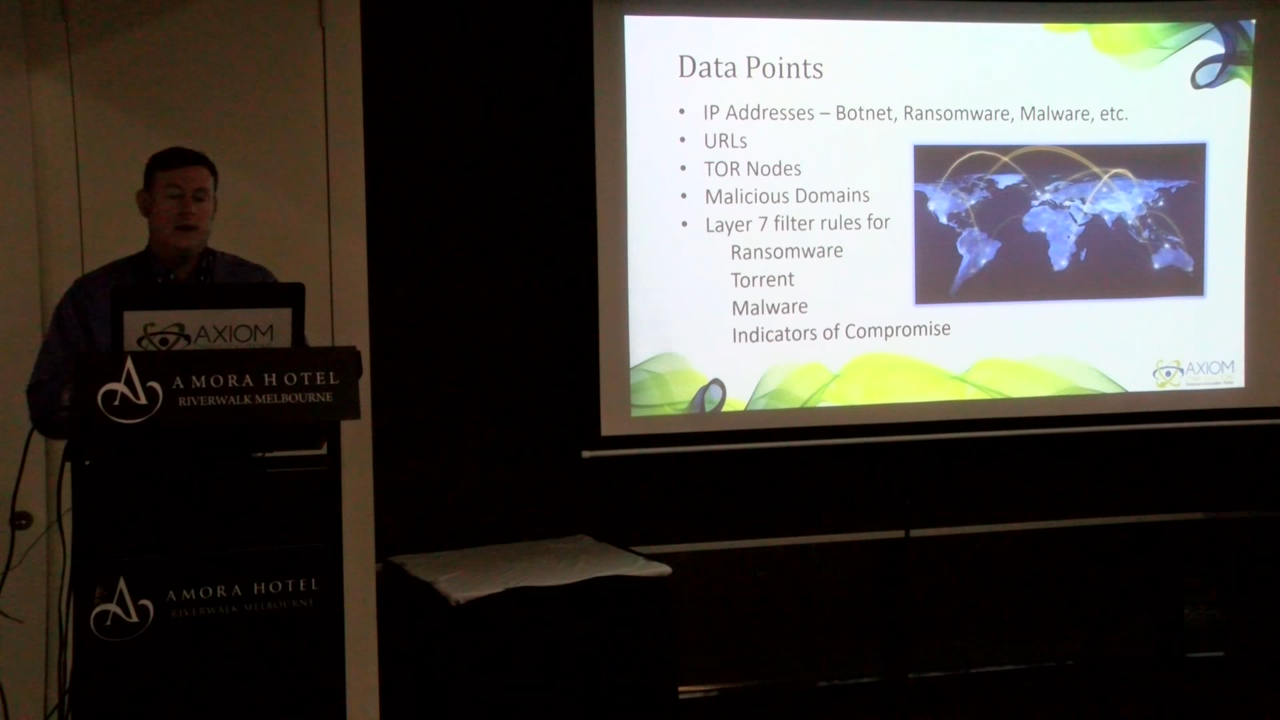 Data Points
• IP Addresses – Botnet, Ransomware, Malware, etc.
• URLs
• TOR Nodes
• Malicious Domains
• Layer 7 filter rules for
Ransomware
Torrent
Malware
Indicators of Compromise
AXIOM
AXIOM
AMORA HOTEL
RIVERWALK MELBOURNE
AMORA HOTEL
RIVERWALK MELBOURNE